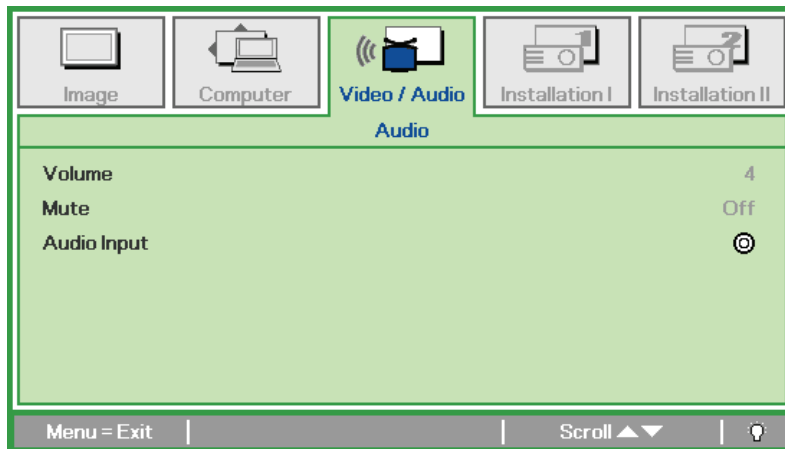 Image
Computer
Video / Audio
Installation I
Installation II
Audio
Volume 4
Mute Off
Audio Input
Menu = Exit Scroll